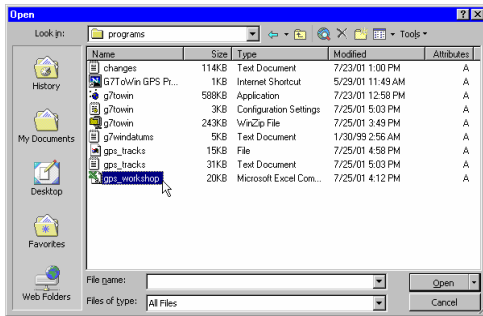 Open
Look in: programs Tools
Name Size Type Modified Attributes
changes 114KB Text Document 7/23/01 1:00 PM A
G7ToWin GPS Pr... 1KB Internet Shortcut 5/29/01 11:49 AM A
g7towin 588KB Application 7/23/01 12:58 PM A
g7towin 3KB Configuration Settings 7/25/01 5:03 PM A
g7towin 243KB WinZip File 7/25/01 3:49 PM A
g7windatums 5KB Text Document 1/30/99 2:56 AM A
gps_tracks 15KB File 7/25/01 4:58 PM A
gps_tracks 31KB Text Document 7/25/01 5:03 PM A
gps_workshop 20KB Microsoft Excel Com... 7/25/01 4:12 PM A
History
My Documents
Desktop
Favorites
Web Folders
File name: Open
Files of type: All Files Cancel